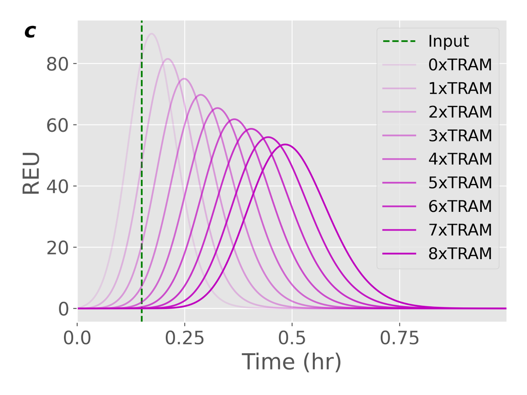 c
Input
0xTRAM
1xTRAM
2xTRAM
3xTRAM
4xTRAM
5xTRAM
6xTRAM
7xTRAM
8xTRAM
80
60
40
20
0
REU
0.0 0.25 0.5 0.75
Time (hr)